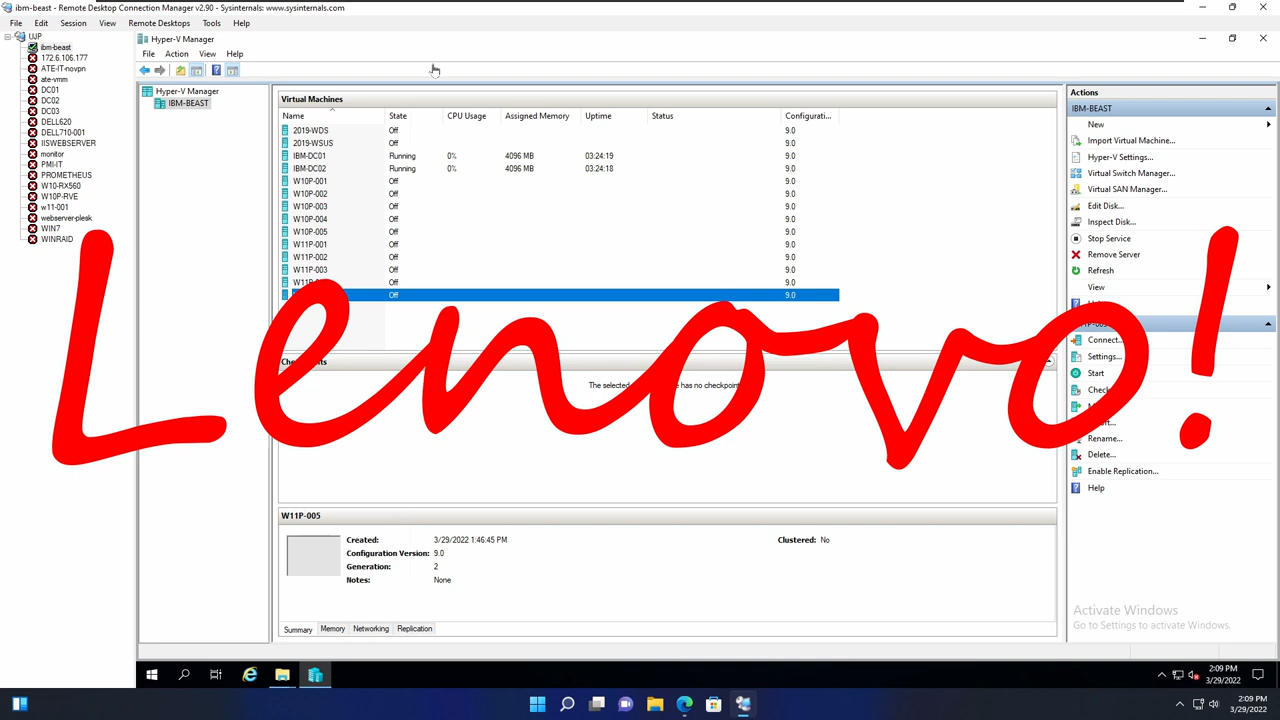 ibm-beast - Remote Desktop Connection Manager v2.90 - Sysinternals: www.sysinternals.com
File Edit Session View Remote Desktops Tools Help
UJP
ibm-beast
172.6.106.177
ATE-IT-novpn
ate-vmm
DC01
DC02
DC03
DELL620
DELL710-001
IISWEBSERVER
monitor
PMI-IT
PROMETHEUS
W10-RX560
W10P-RVE
w11-001
webserver-plesk
WIN7
WINRAID
Hyper-V Manager
File Action View Help
Hyper-V Manager
IBM-BEAST
Virtual Machines
Name State CPU Usage Assigned Memory Uptime Status Configurati...
2019-WDS Off 9.0
2019-WSUS Off 9.0
IBM-DC01 Running 0% 4096 MB 03:24:19 9.0
IBM-DC02 Running 0% 4096 MB 03:24:18 9.0
W10P-001 Off 9.0
W10P-002 Off 9.0
W10P-003 Off 9.0
W10P-004 Off 9.0
W10P-005 Off 9.0
W11P-001 Off 9.0
W11P-002 Off 9.0
W11P-003 Off 9.0
Off 9.0
Off 9.0
Lenovo!
The selected has no checkpoint
W11P-005
Created: 3/29/2022 1:46:45 PM Clustered: No
Configuration Version: 9.0
Generation: 2
Notes: None
Summary Memory Networking Replication
Actions
IBM-BEAST
New
Import Virtual Machine...
Hyper-V Settings...
Virtual Switch Manager...
Virtual SAN Manager...
Edit Disk...
Inspect Disk...
Stop Service
Remove Server
Refresh
View
Connect...
Settings...
Start
Rename...
Delete...
Enable Replication...
Help
Activate Windows
Go to Settings to activate Windows.
2:09 PM
3/29/2022
2:09 PM
3/29/2022